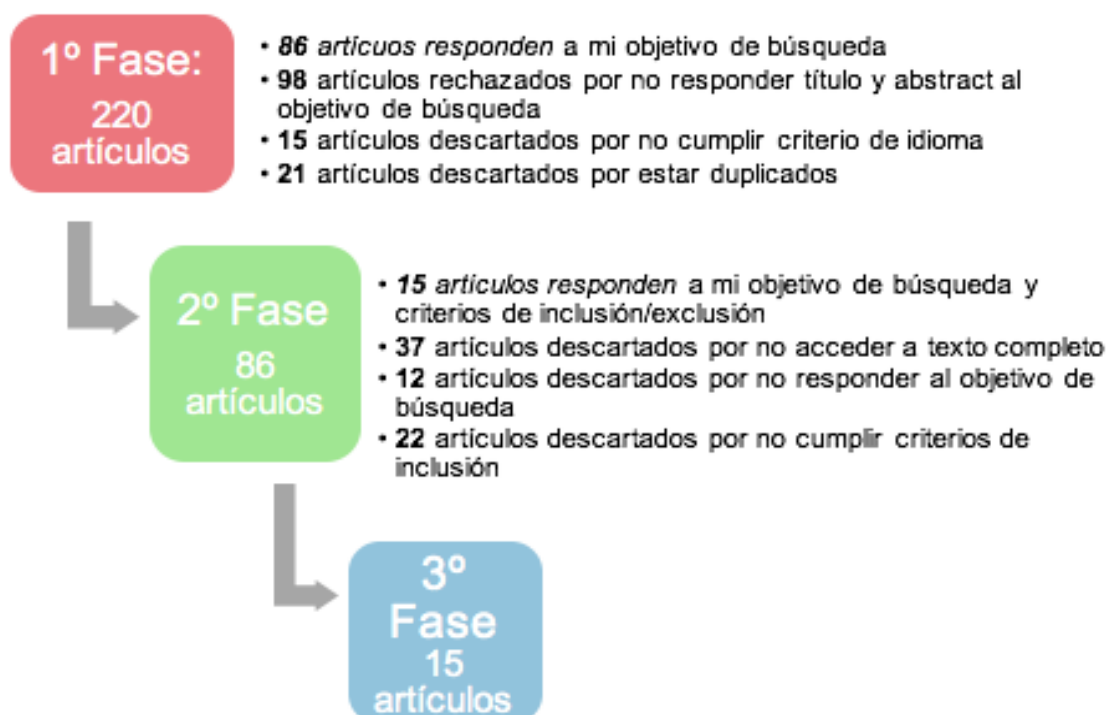 1º Fase:
220
artículos
• 86 artícuos responden a mi objetivo de búsqueda
• 98 artículos rechazados por no responder título y abstract al
objetivo de búsqueda
• 15 artículos descartados por no cumplir criterio de idioma
• 21 artículos descartados por estar duplicados
2º Fase
86
artículos
• 15 artículos responden a mi objetivo de búsqueda y
criterios de inclusión/exclusión
• 37 artículos descartados por no acceder a texto completo
• 12 artículos descartados por no responder al objetivo de
búsqueda
• 22 artículos descartados por no cumplir criterios de
inclusión
3º
Fase
15
artículos